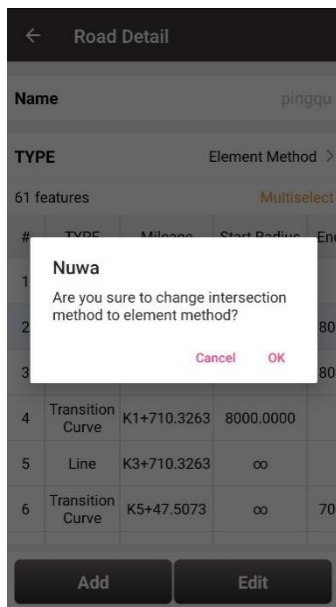 ← Road Detail
Name pingqu
TYPE Element Method >
61 features Multiselect
# TYPE Mileage Start Radius
1
Nuwa
Are you sure to change intersection
method to element method?
Cancel OK
2 80
3 80
4 Transition Curve K1+710.3263 8000.0000
5 Line K3+710.3263 ∞
6 Transition Curve K5+47.5073 ∞ 70
Add Edit